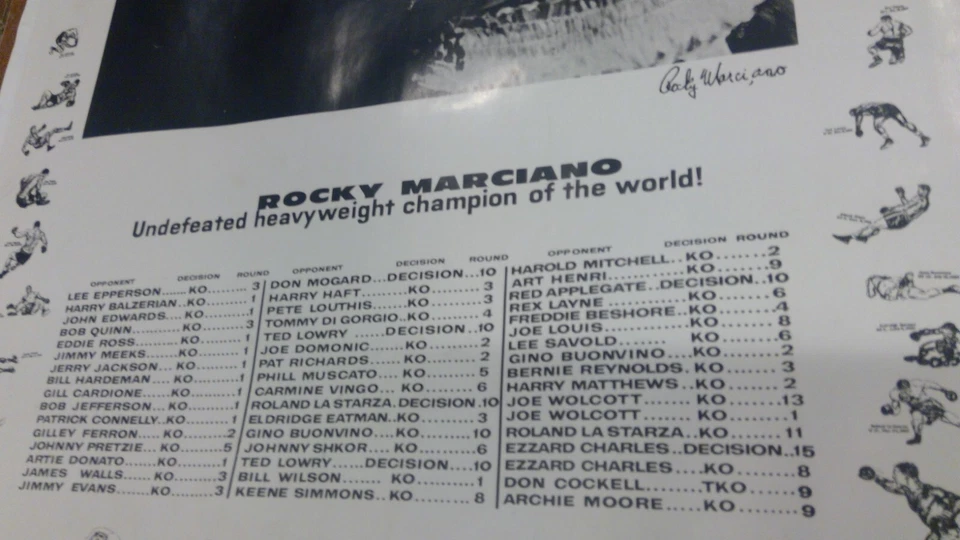 Rocky Marciano
ROCKY MARCIANO
Undefeated heavyweight champion of the world!
OPPONENT DECISION ROUND
LEE EPPERSON......KO..........3
HARRY BALZERIAN..KO.........1
JOHN EDWARDS....KO.........1
BOB QUINN...........KO.........3
EDDIE ROSS..........KO.........1
JIMMY MEEKS......KO.........1
JERRY JACKSON...KO.........1
BILL HARDEMAN ...KO.........1
GILL CARDIONE....KO.........1
BOB JEFFERSON...KO..........1
PATRICK CONNELLY..KO.........1
GILLEY FERRON......KO.........2
JOHNNY PRETZIE...KO.........5
ARTIE DONATO......KO.........1
JAMES WALLS.....KO.........3
JIMMY EVANS......KO.........3
OPPONENT DECISION ROUND
DON MOGARD...DECISION...10
HARRY HAFT........KO........3
PETE LOUTHIS......KO........3
TOMMY DI GORGIO..KO.......4
TED LOWRY ......DECISION...10
JOE DOMONIC....KO........2
PAT RICHARDS.....KO........2
PHILL MUSCATO....KO........5
CARMINE VINGO...KO........6
ROLAND LA STARZA.DECISION.10
ELDRIDGE EATMAN..KO........3
GINO BUONVINO....KO........10
JOHNNY SHKOR....KO........6
TED LOWRY......DECISION....10
BILL WILSON.......KO........1
KEENE SIMMONS..KO........8
OPPONENT DECISION ROUND
HAROLD MITCHELL..KO.......2
ART HENRI..........KO........9
RED APPLEGATE..DECISION...10
REX LAYNE.........KO........6
FREDDIE BESHORE..KO........4
JOE LOUIS..........KO........8
LEE SAVOLD....... KO........6
GINO BUONVINO....KO........2
BERNIE REYNOLDS.KO........3
HARRY MATTHEWS..KO........2
JOE WOLCOTT......KO........13
JOE WOLCOTT......KO........1
ROLAND LA STARZA..KO........11
EZZARD CHARLES..DECISION..15
EZZARD CHARLES....KO........8
DON COCKELL........TKO......9
ARCHIE MOORE.....KO........9